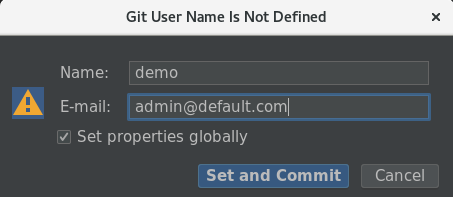 Git User Name Is Not Defined ×
Name: demo
E-mail: admin@default.com
Set properties globally
Set and Commit Cancel